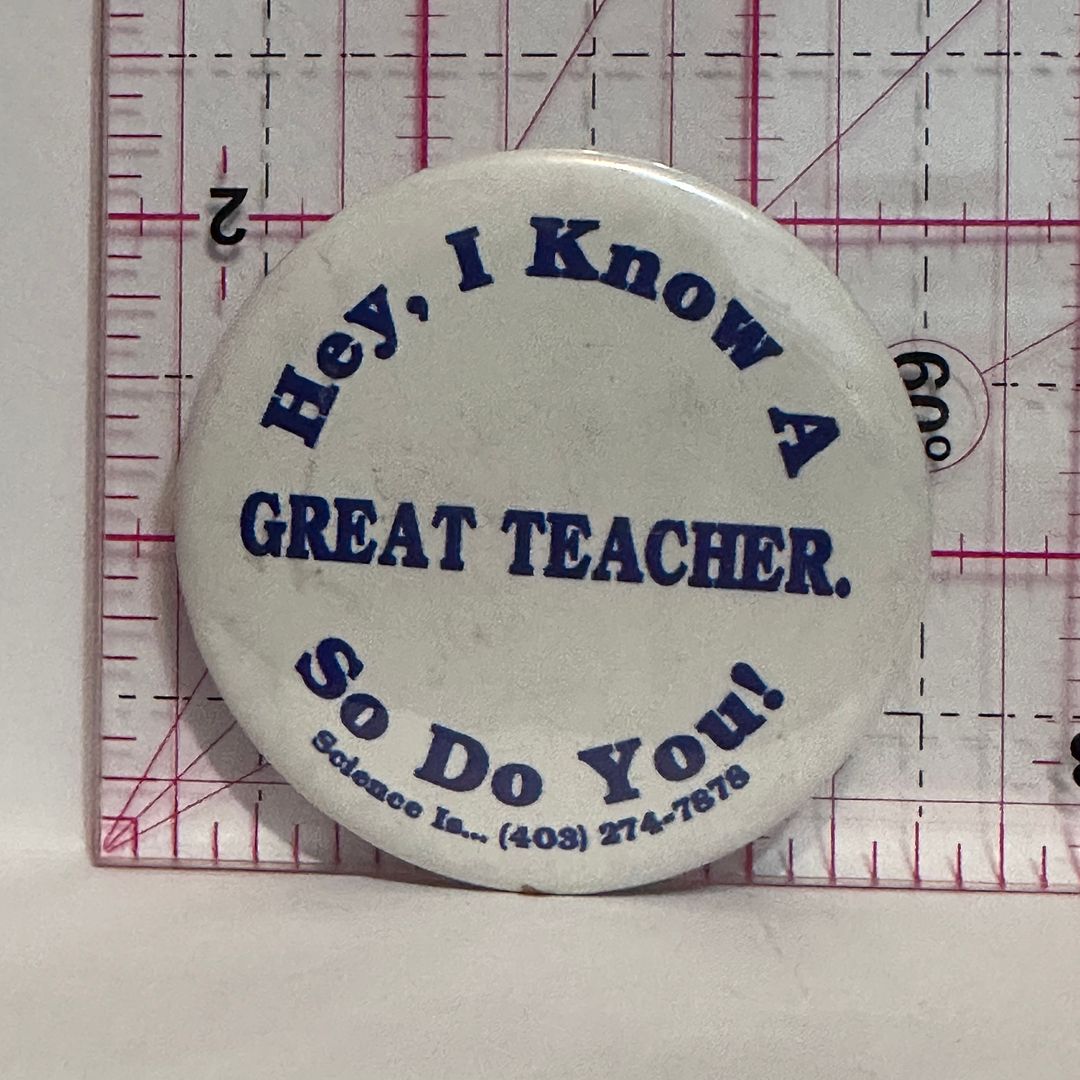 Hey, I Know A
GREAT TEACHER.
So Do You!
Science Is... (403) 274-7878
2
60°